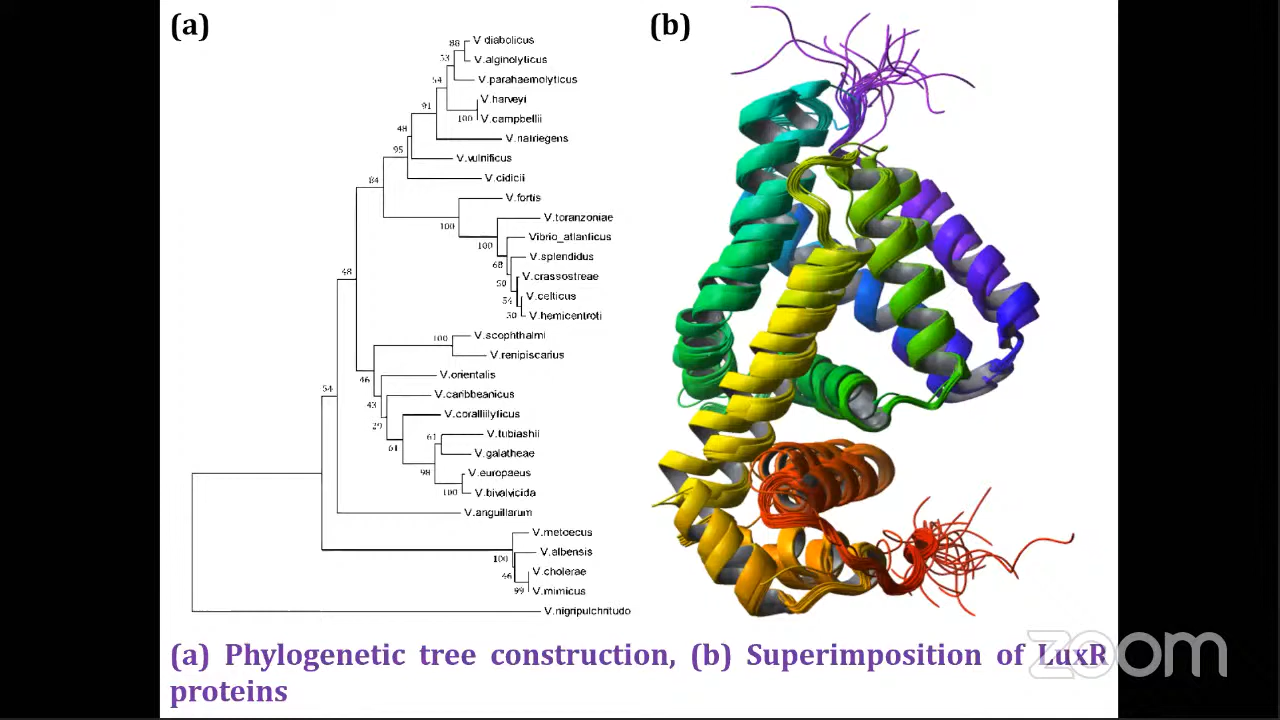 (a)
(b)
88
V.diabolicus
53
V.alginolyticus
54
V.parahaemolyticus
91
V.harveyi
100
V.campbellii
48
V.natriegens
95
V.vulnificus
84
V.cidicii
V.fortis
100
V.toranzoniae
100
Vibrio_atlanticus
68
V.splendidus
50
V.crassostreae
54
V.celticus
30
V.hemicentroti
48
100
V.scophthalmi
V.renipiscarius
46
V.orientalis
54
43
V.caribbeanicus
29
V.coralliilyticus
61
61
V.tubiashii
V.galatheae
98
V.europaeus
100
V.bivalvicida
V.anguillarum
V.metoecus
100
V.albensis
46
V.cholerae
99
V.mimicus
V.nigripulchritudo
(a) Phylogenetic tree construction, (b) Superimposition of LuxR
proteins
zoom